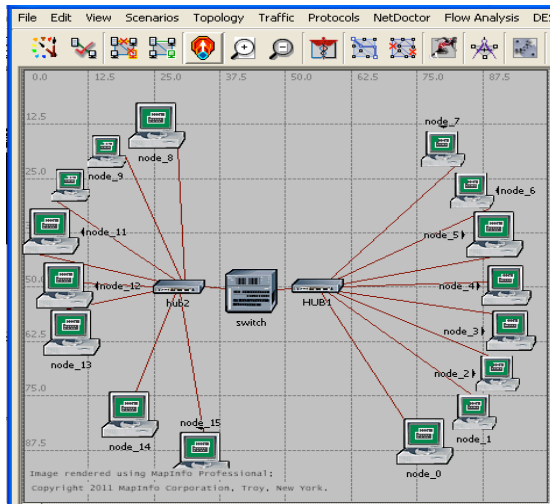 File Edit View Scenarios Topology Traffic Protocols NetDoctor Flow Analysis DES
0.0 12.5 25.0 37.5 50.0 62.5 75.0 87.5
12.5
node_7
node_8
node_9
25.0
node_6
node_11
node_5
37.5
50.0
node_12
node_4
hub2
switch
HUB1
node_3
62.5
node_13
node_2
75.0
node_15
node_1
node_14
node_0
87.5
Image rendered using MapInfo Professional;
Copyright 2011 MapInfo Corporation, Troy, New York.